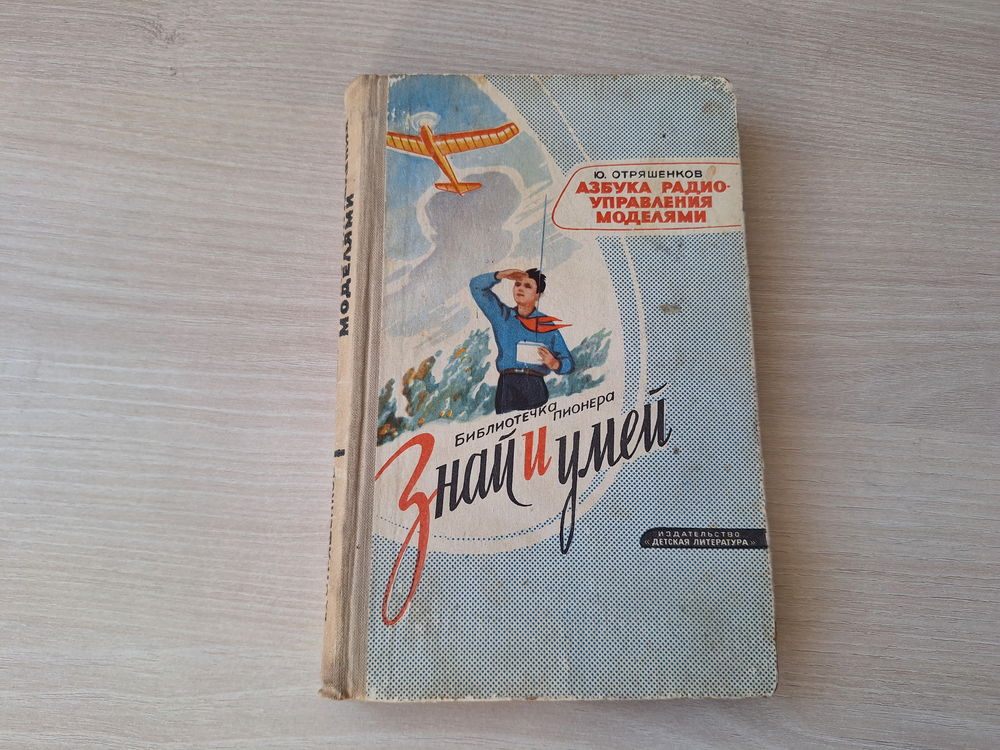 Ю. ОТРЯШЕНКОВ
АЗБУКА РАДИО-
УПРАВЛЕНИЯ
МОДЕЛЯМИ
БИБЛИОТЕЧКА ПИОНЕРА
Знай и умей
ИЗДАТЕЛЬСТВО
«ДЕТСКАЯ ЛИТЕРАТУРА»
МОДЕЛЯМИ